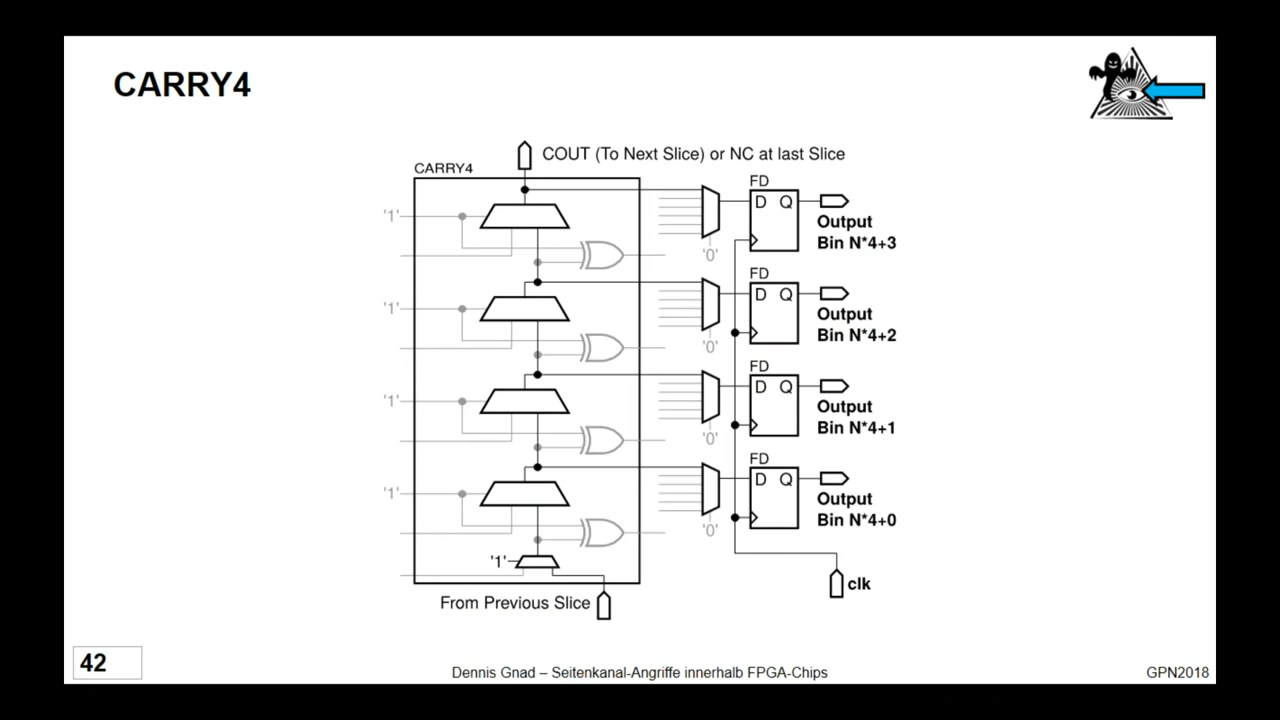 CARRY4
COUT (To Next Slice) or NC at last Slice
CARRY4
FD
'1'
D Q
Output
Bin N*4+3
'0'
FD
'1'
D Q
Output
Bin N*4+2
'0'
FD
'1'
D Q
Output
Bin N*4+1
'0'
FD
'1'
D Q
Output
Bin N*4+0
'0'
'1'
clk
From Previous Slice
42
Dennis Gnad – Seitenkanal-Angriffe innerhalb FPGA-Chips
GPN2018